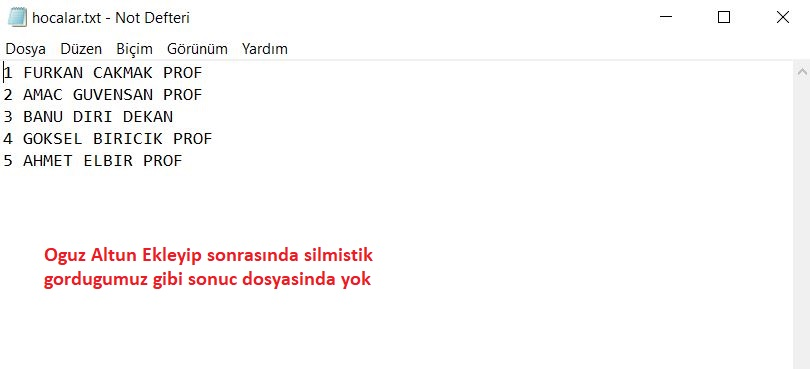 hocalar.txt - Not Defteri
Dosya Düzen Biçim Görünüm Yardım
1 FURKAN CAKMAK PROF
2 AMAC GUVENSAN PROF
3 BANU DIRI DEKAN
4 GOKSEL BIRICIK PROF
5 AHMET ELBIR PROF
Oguz Altun Ekleyip sonrasında silmistik
gordugumuz gibi sonuc dosyasinda yok